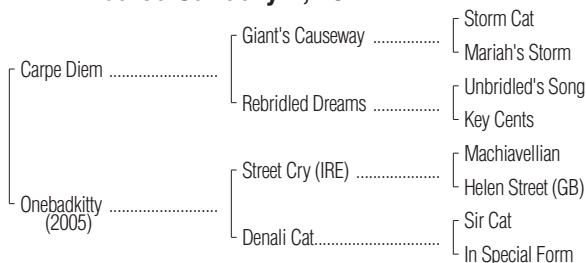 Storm Cat
Giant's Causeway ..................
Mariah's Storm
Carpe Diem ............................
Unbridled's Song
Rebridled Dreams .................
Key Cents
Machiavellian
Street Cry (IRE) .....................
Helen Street (GB)
Onebadkitty ............................
(2005)
Sir Cat
Denali Cat................................
In Special Form